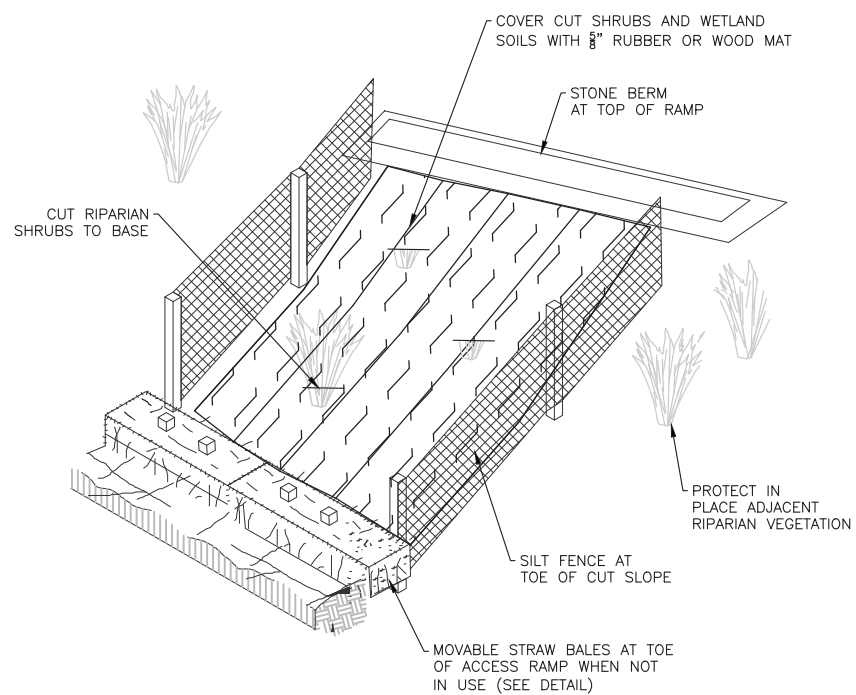 COVER CUT SHRUBS AND WETLAND
SOILS WITH 5/8" RUBBER OR WOOD MAT
STONE BERM
AT TOP OF RAMP
CUT RIPARIAN
SHRUBS TO BASE
PROTECT IN
PLACE ADJACENT
RIPARIAN VEGETATION
SILT FENCE AT
TOE OF CUT SLOPE
MOVABLE STRAW BALES AT TOE
OF ACCESS RAMP WHEN NOT
IN USE (SEE DETAIL)